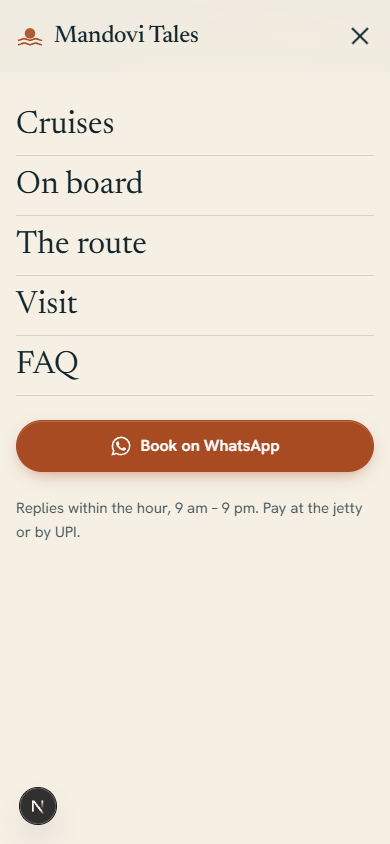 Mandovi Tales
Cruises
On board
The route
Visit
FAQ
Book on WhatsApp
Replies within the hour, 9 am – 9 pm. Pay at the jetty
or by UPI.
N